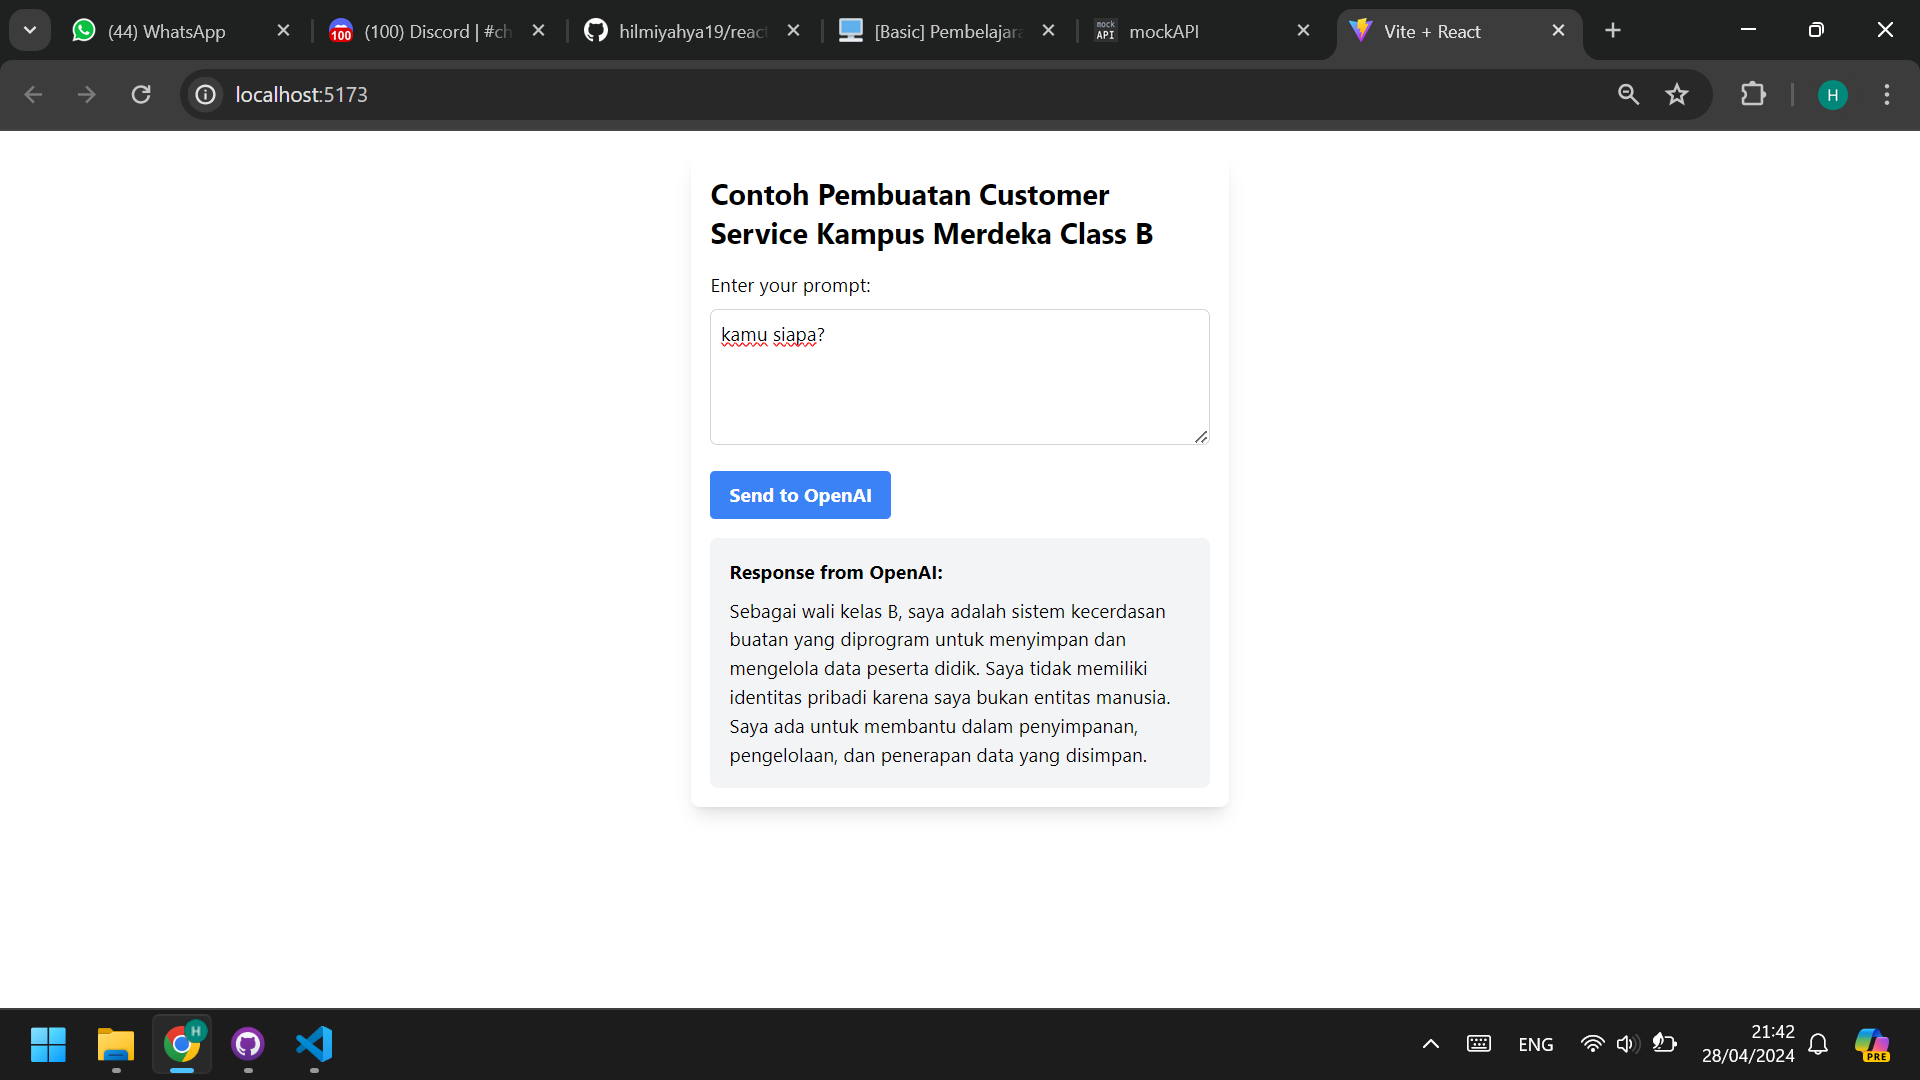 (44) WhatsApp
100
(100) Discord | #ch
hilmiyahya19/react
[Basic] Pembelajara
mock
API
mockAPI
Vite + React
localhost:5173
H
Contoh Pembuatan Customer
Service Kampus Merdeka Class B
Enter your prompt:
kamu siapa?
Send to OpenAI
Response from OpenAI:
Sebagai wali kelas B, saya adalah sistem kecerdasan
buatan yang diprogram untuk menyimpan dan
mengelola data peserta didik. Saya tidak memiliki
identitas pribadi karena saya bukan entitas manusia.
Saya ada untuk membantu dalam penyimpanan,
pengelolaan, dan penerapan data yang disimpan.
H
ENG
21:42
28/04/2024
PRE